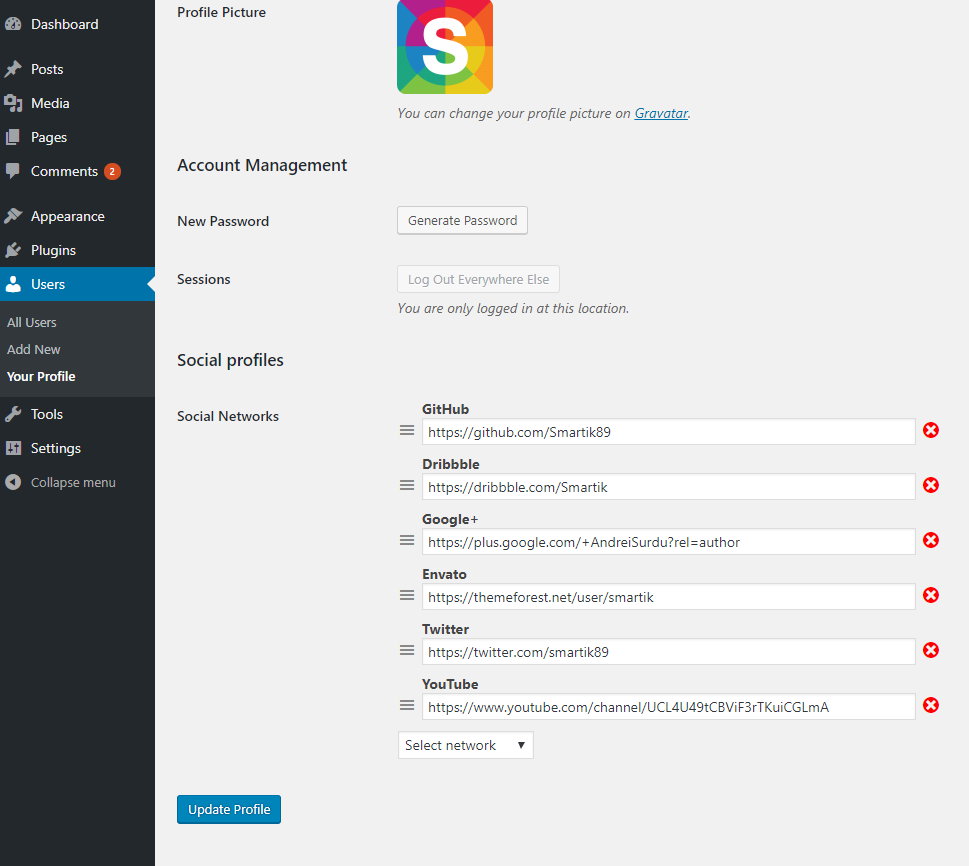 Dashboard
Posts
Media
Pages
Comments 2
Appearance
Plugins
Users
All Users
Add New
Your Profile
Tools
Settings
Collapse menu
Profile Picture
S
You can change your profile picture on Gravatar.
Account Management
New Password
Generate Password
Sessions
Log Out Everywhere Else
You are only logged in at this location.
Social profiles
Social Networks
GitHub
https://github.com/Smartik89
Dribbble
https://dribbble.com/Smartik
Google+
https://plus.google.com/+AndreiSurdu?rel=author
Envato
https://themeforest.net/user/smartik
Twitter
https://twitter.com/smartik89
YouTube
https://www.youtube.com/channel/UCL4U49tCBViF3rTKuiCGLmA
Select network
Update Profile